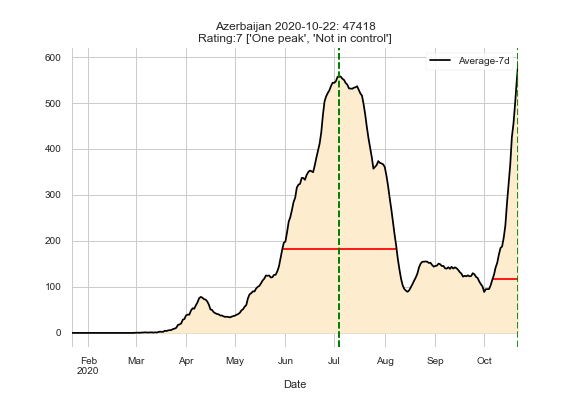 Azerbaijan 2020-10-22: 47418
Rating:7 ['One peak', 'Not in control']
Average-7d
600
500
400
300
200
100
0
Feb Mar Apr May Jun Jul Aug Sep Oct
2020
Date